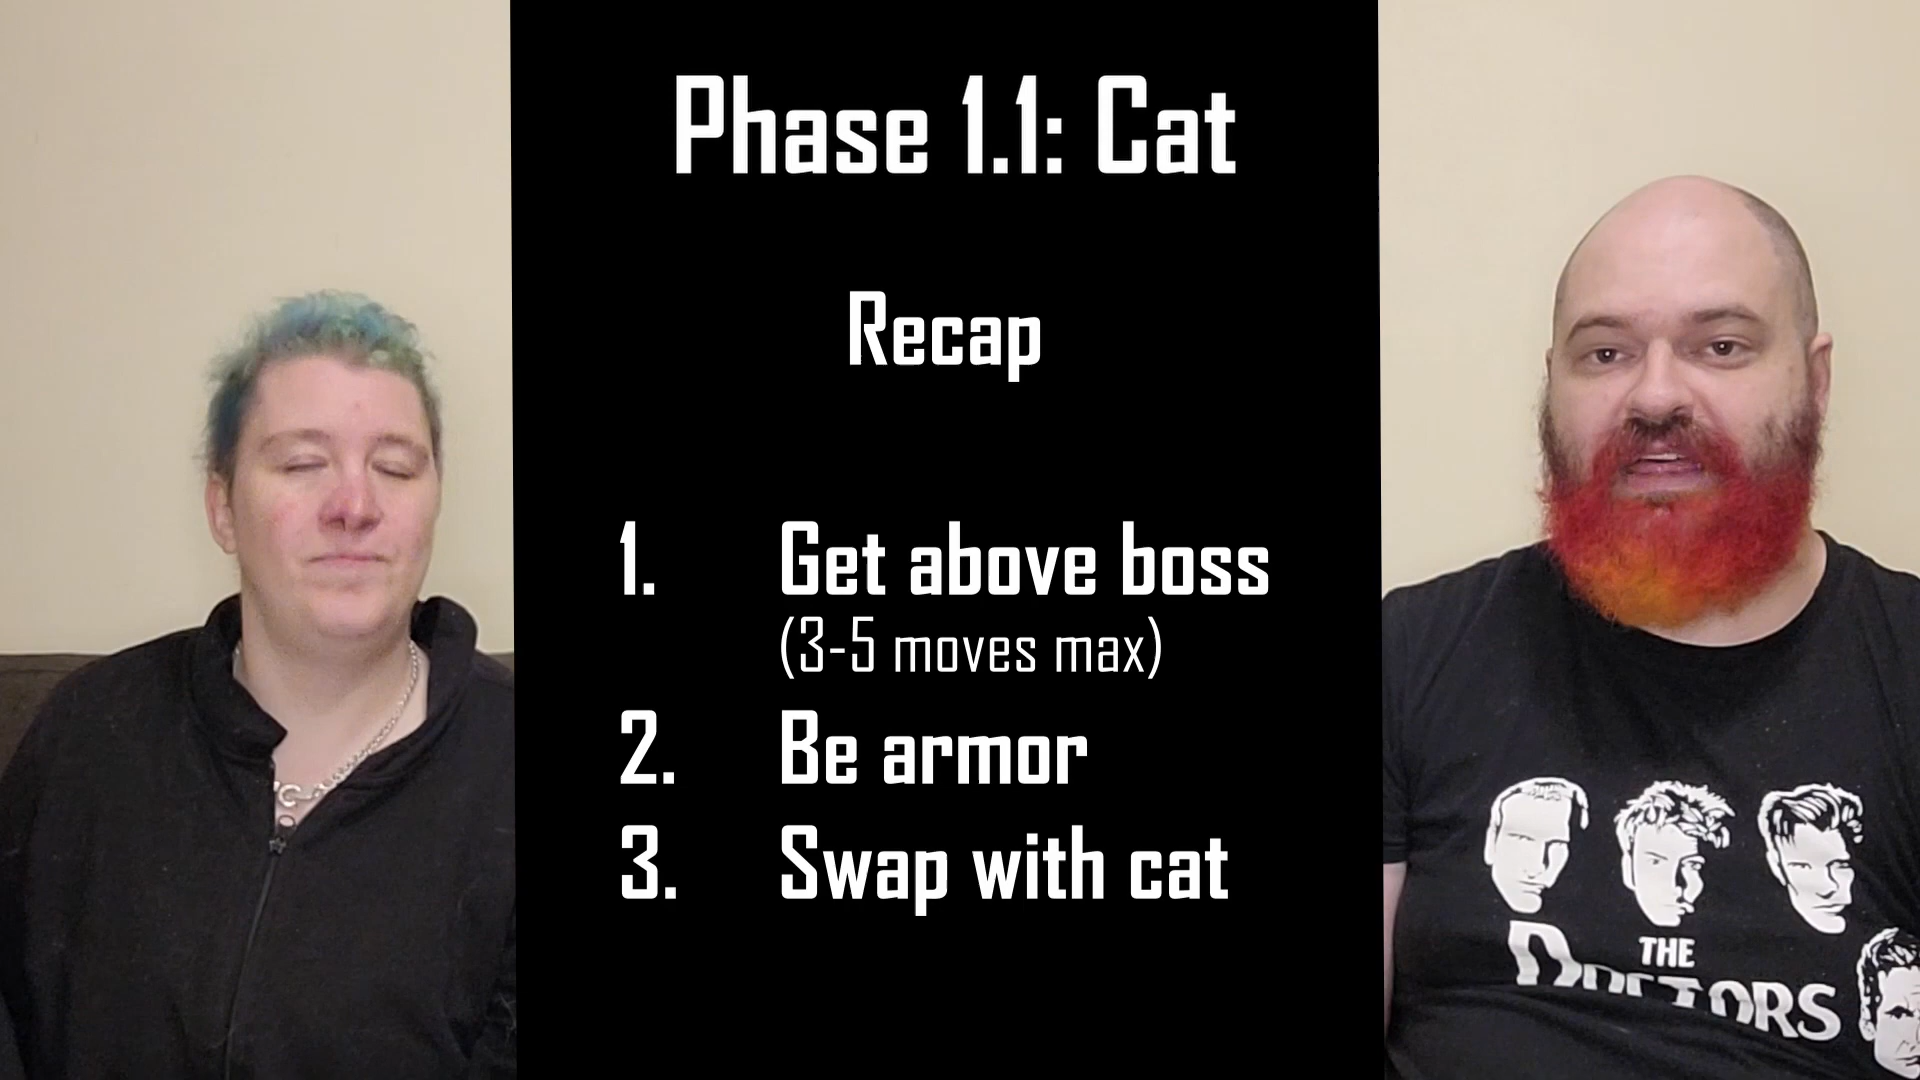 Phase 1.1: Cat
Recap
1. Get above boss
(3-5 moves max)
2. Be armor
3. Swap with cat
THE
DOCTORS